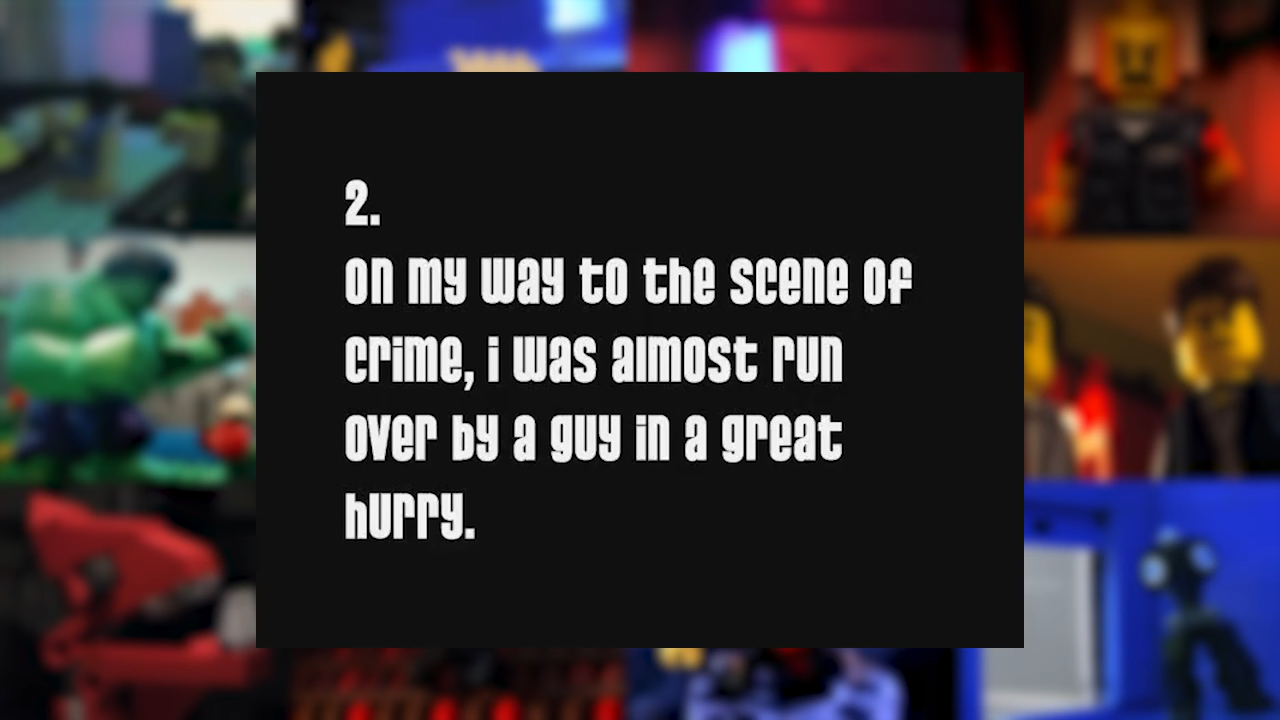 2.
on my way to the scene of
crime, i was almost run
over by a guy in a great
hurry.